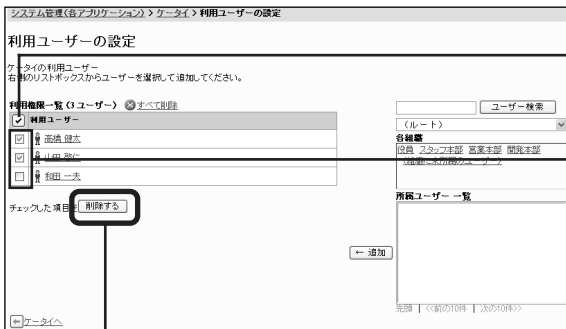 システム管理(各アプリケーション) > ケータイ > 利用ユーザーの設定
利用ユーザーの設定
ケータイの利用ユーザー
右側のリストボックスからユーザーを選択して追加してください。
利用権限一覧 (3ユーザー) すべて削除
利用ユーザー
高橋 健太
和田 一夫
チェックした項目を 削除する
← 追加
ケータイへ
ユーザー検索
(ルート)
各組織
役員 スタッフ本部 営業本部 開発本部
(組織に未所属のユーザー)
所属ユーザー 一覧
先頭 | <<前の10件 | 次の10件>>